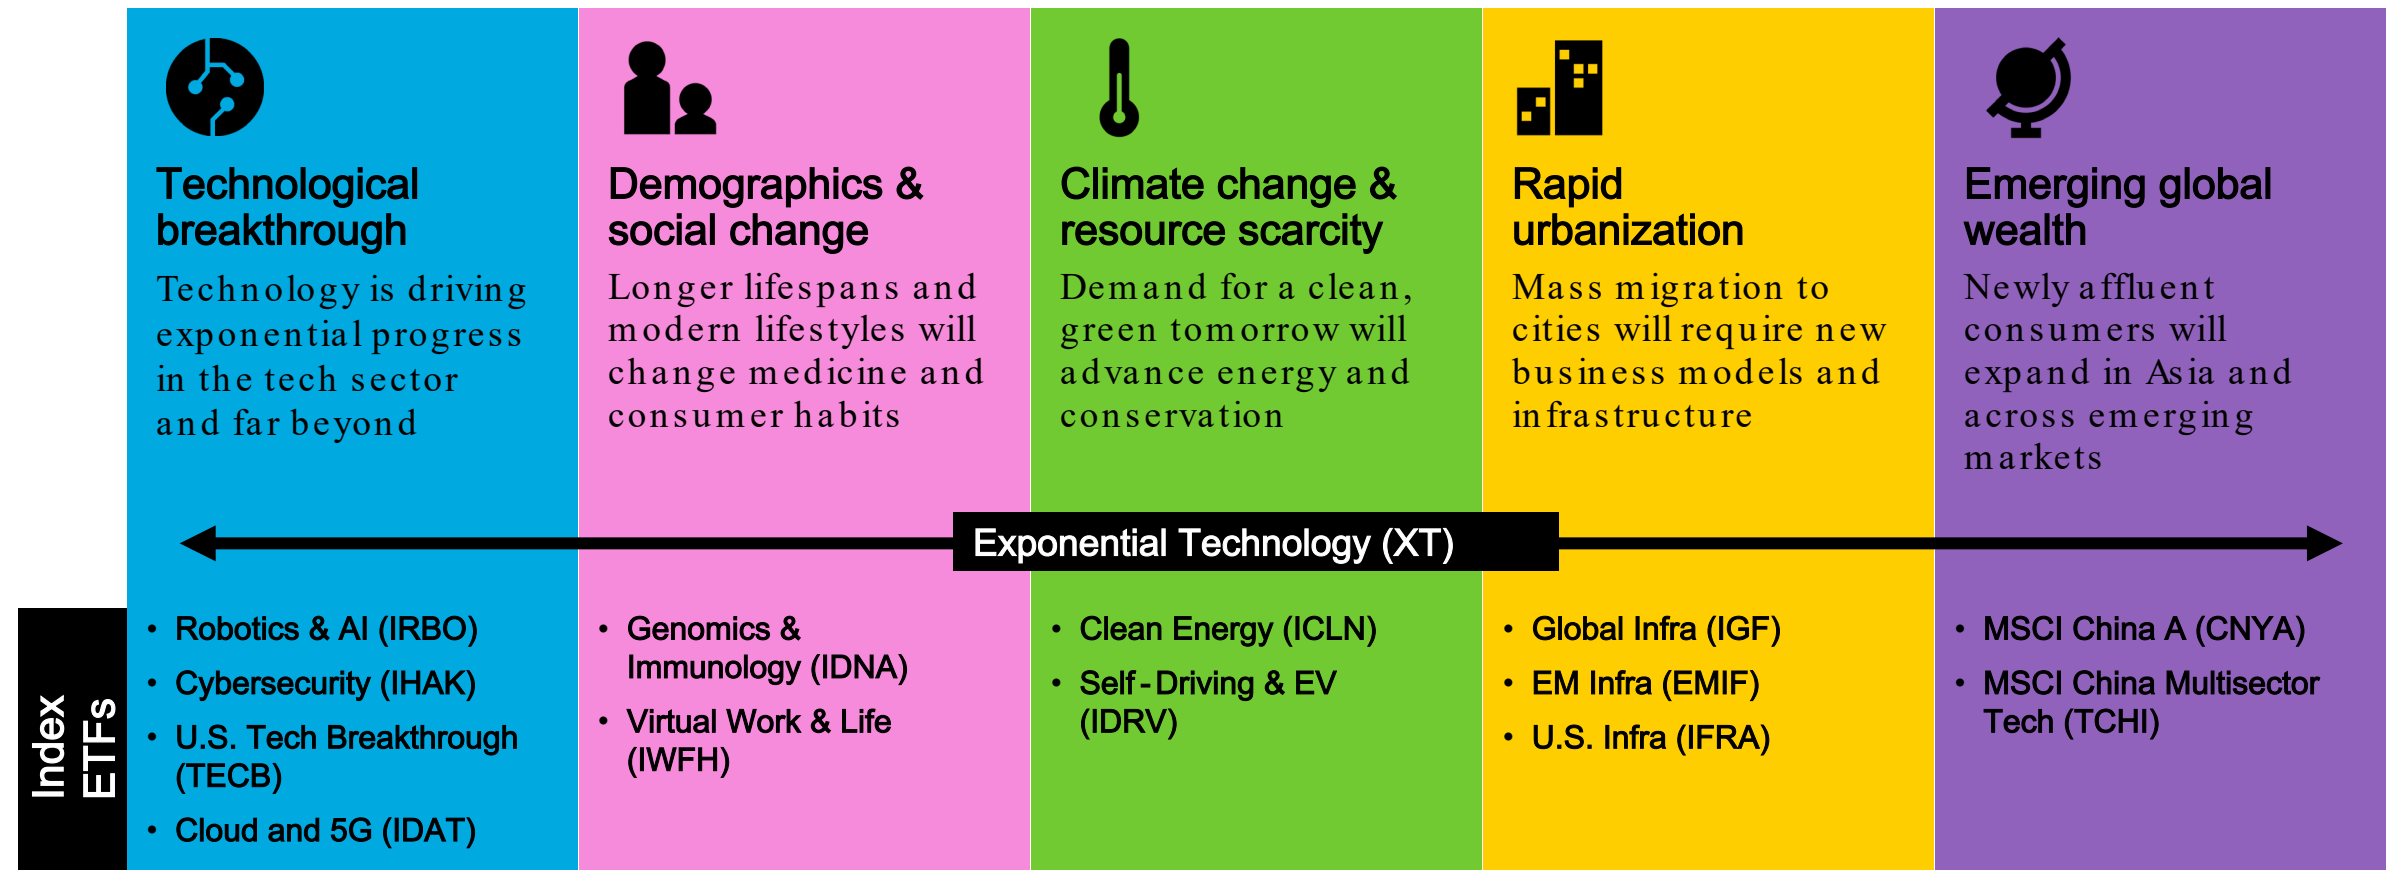 Technological
breakthrough
Technology is driving
exponential progress
in the tech sector
and far beyond
Demographics &
social change
Longer lifespans and
modern lifestyles will
change medicine and
consumer habits
Climate change &
resource scarcity
Demand for a clean,
green tomorrow will
advance energy and
conservation
Rapid
urbanization
Mass migration to
cities will require new
business models and
infrastructure
Emerging global
wealth
Newly affluent
consumers will
expand in Asia and
across emerging
markets
Exponential Technology (XT)
Index
ETFs
• Robotics & AI (IRBO)
• Cybersecurity (IHAK)
• U.S. Tech Breakthrough
(TECB)
• Cloud and 5G (IDAT)
• Genomics &
Immunology (IDNA)
• Virtual Work & Life
(IWFH)
• Clean Energy (ICLN)
• Self-Driving & EV
(IDRV)
• Global Infra (IGF)
• EM Infra (EMIF)
• U.S. Infra (IFRA)
• MSCI China A (CNYA)
• MSCI China Multisector
Tech (TCHI)